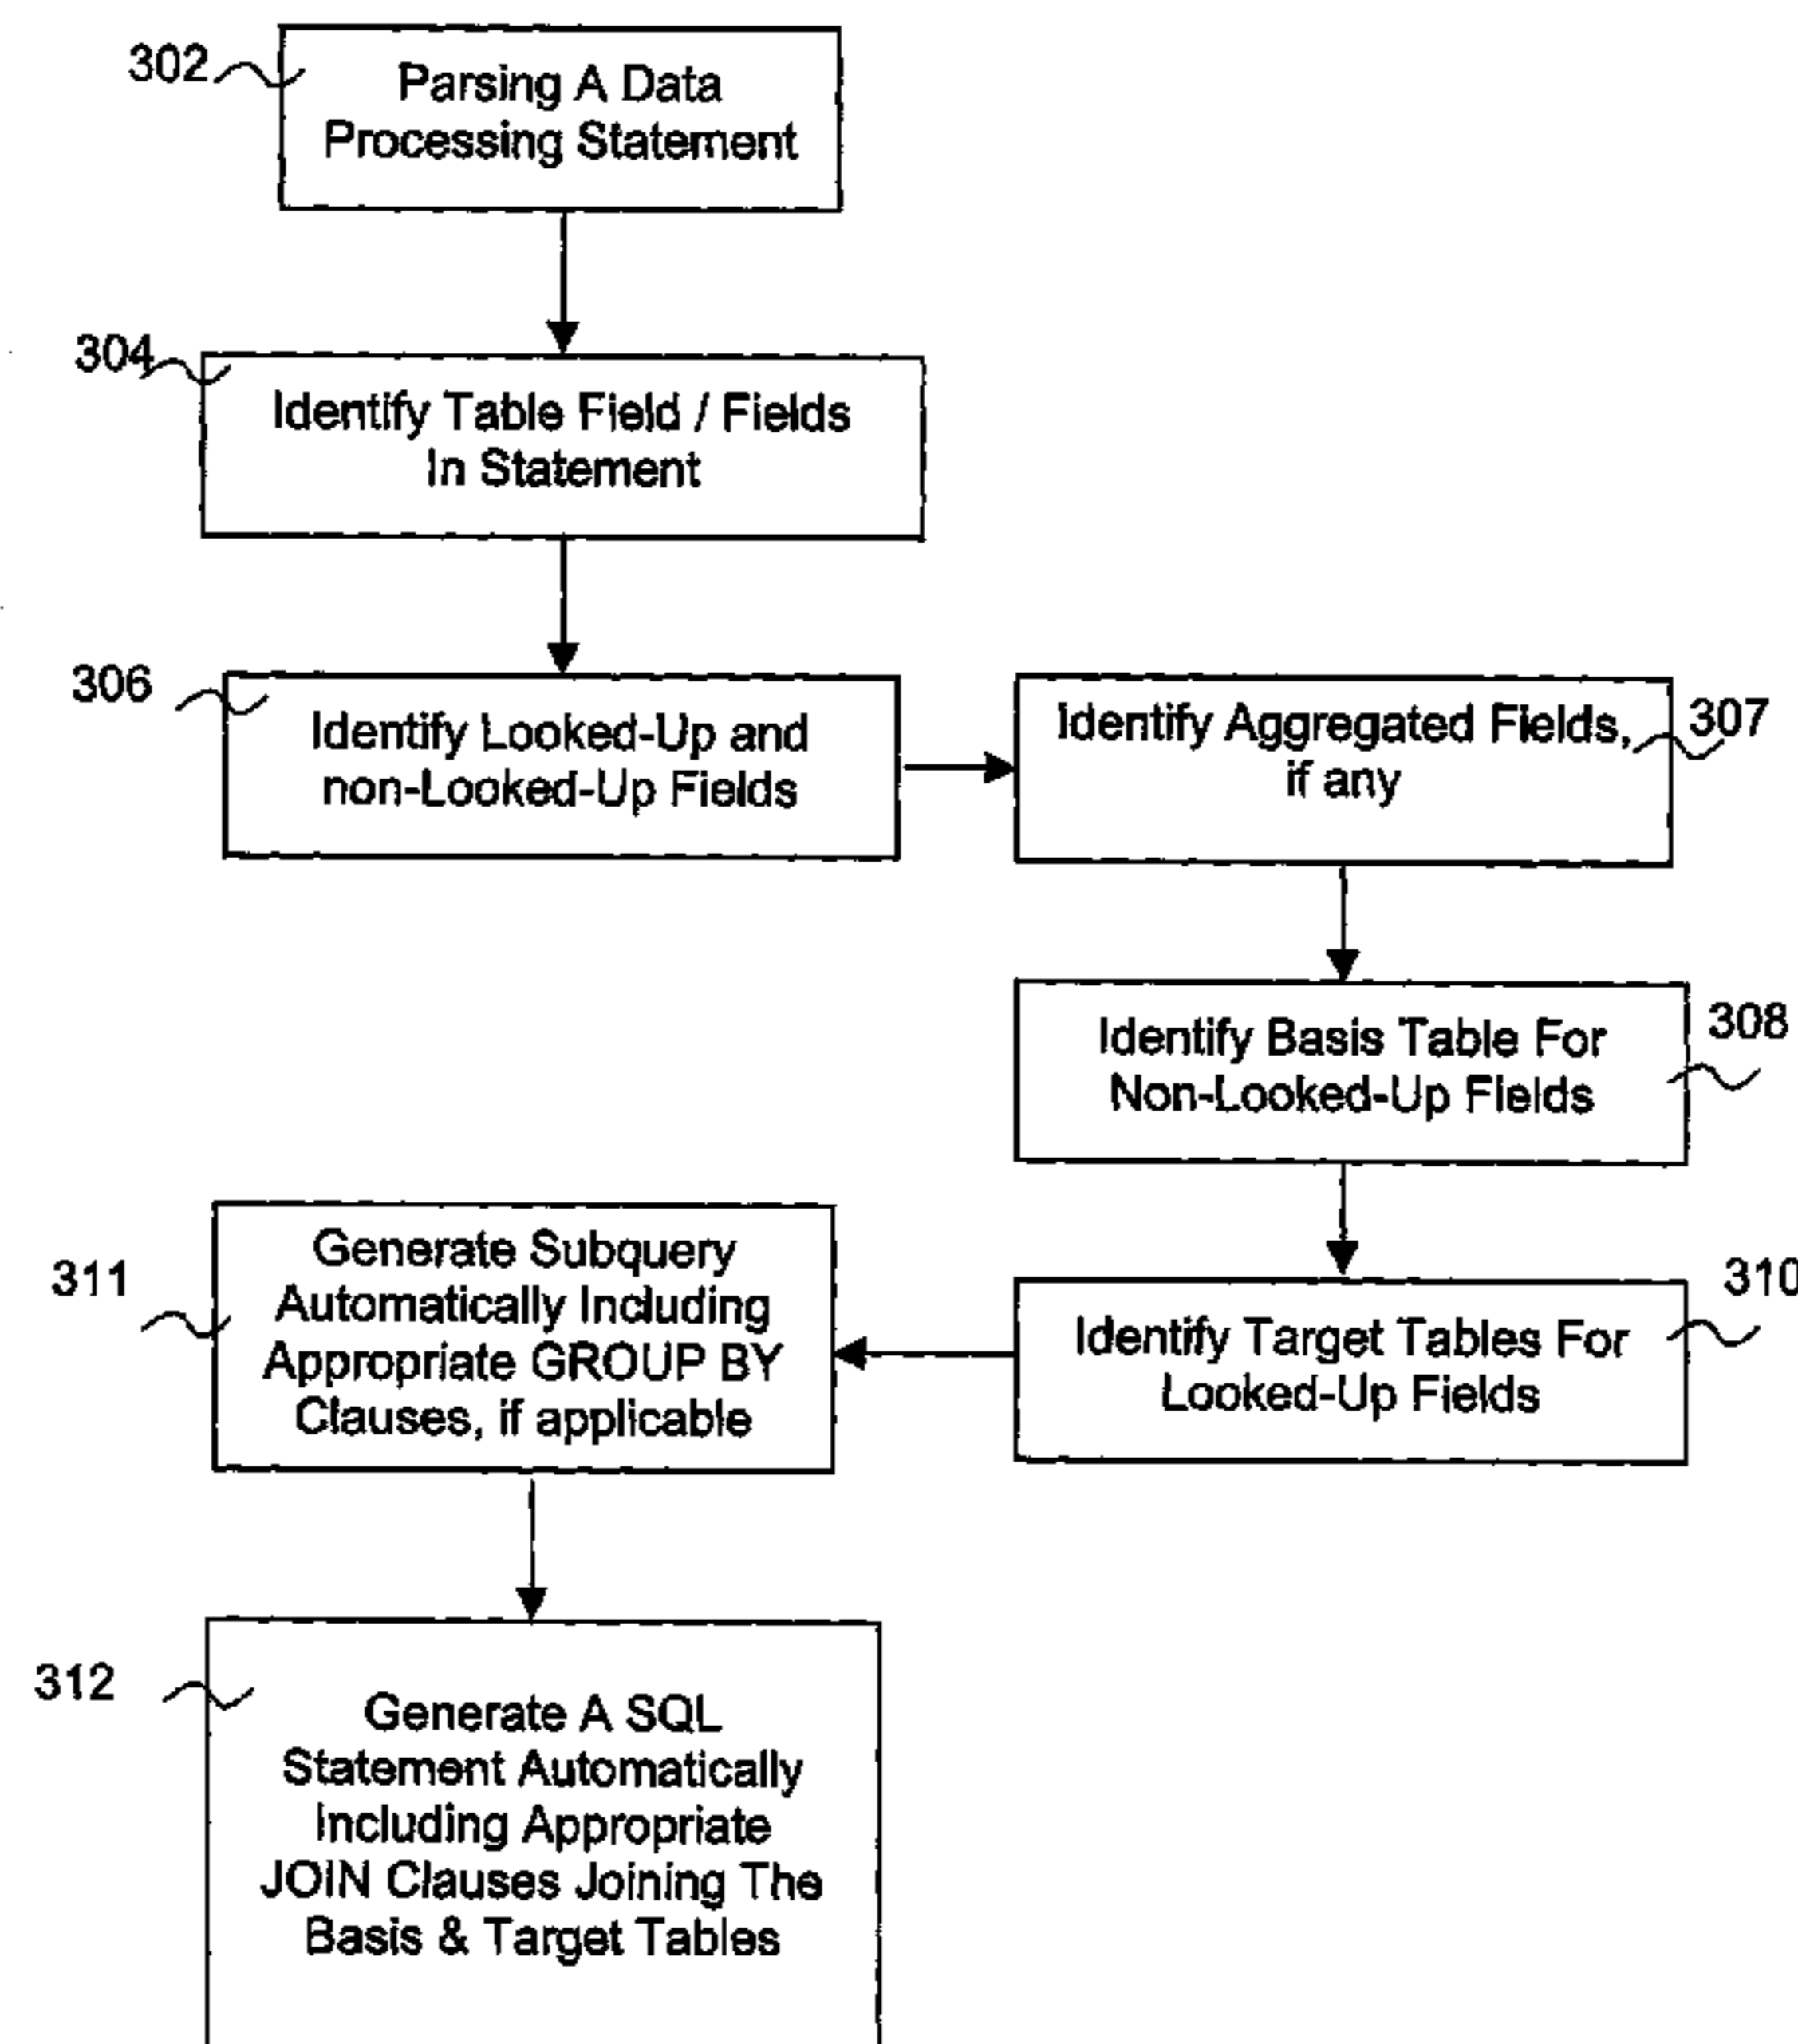 302
Parsing A Data
Processing Statement
304
Identify Table Field / Fields
In Statement
306
Identify Looked-Up and
non-Looked-Up Fields
Identify Aggregated Fields,
if any
307
Identify Basis Table For
Non-Looked-Up Fields
308
310
Identify Target Tables For
Looked-Up Fields
311
Generate Subquery
Automatically Including
Appropriate GROUP BY
Clauses, if applicable
312
Generate A SQL
Statement Automatically
Including Appropriate
JOIN Clauses Joining The
Basis & Target Tables